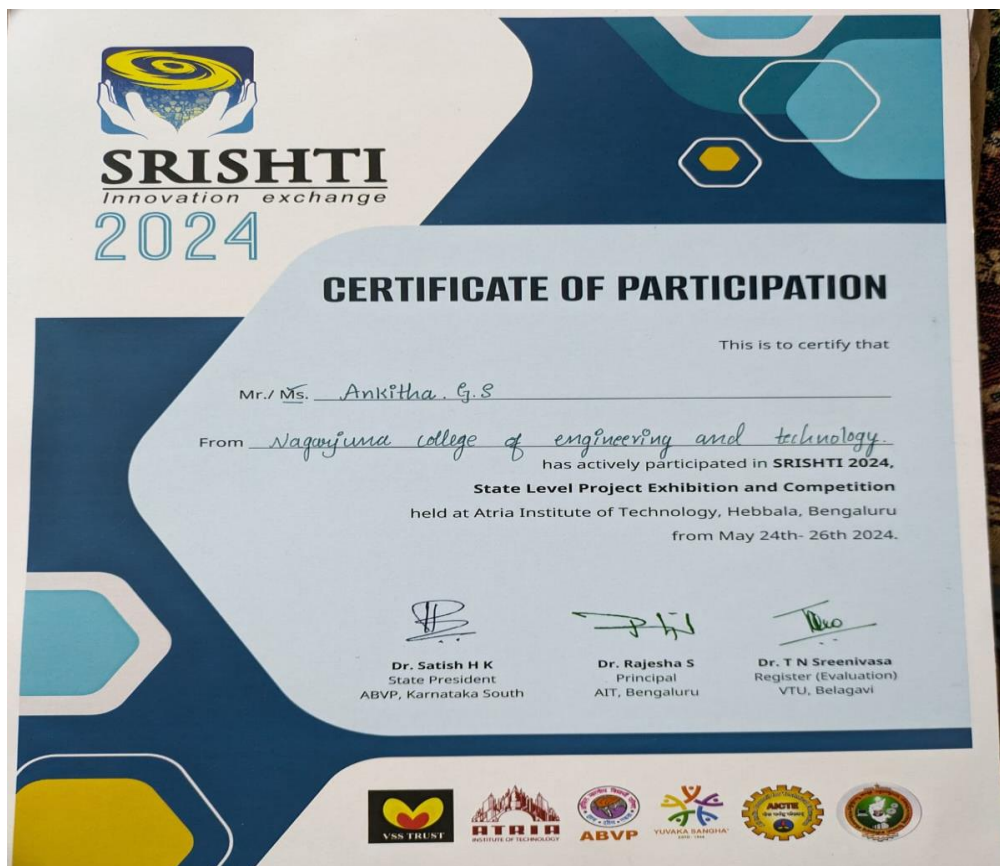 SRISHTI
Innovation exchange
2024
CERTIFICATE OF PARTICIPATION
This is to certify that
Mr./ Ms. Ankitha. G.S
From Nagarjuna college of engineering and technology.
has actively participated in SRISHTI 2024,
State Level Project Exhibition and Competition
held at Atria Institute of Technology, Hebbala, Bengaluru
from May 24th- 26th 2024.
Dr. Satish H K
State President
ABVP, Karnataka South
Dr. Rajesha S
Principal
AIT, Bengaluru
Dr. T N Sreenivasa
Register (Evaluation)
VTU, Belagavi
VSS TRUST
ATRIA
INSTITUTE OF TECHNOLOGY
ABVP
YUVAKA SANGHA
AICTE